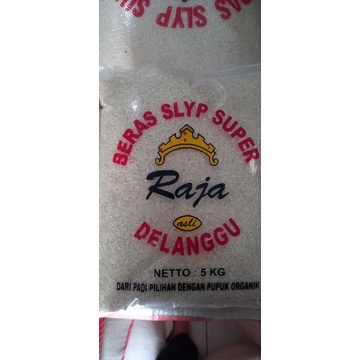 BERAS SLYP SUPER
Raja
asli
DELANGGU
NETTO : 5 KG
DARI PADI PILIHAN DENGAN PUPUK ORGANIK